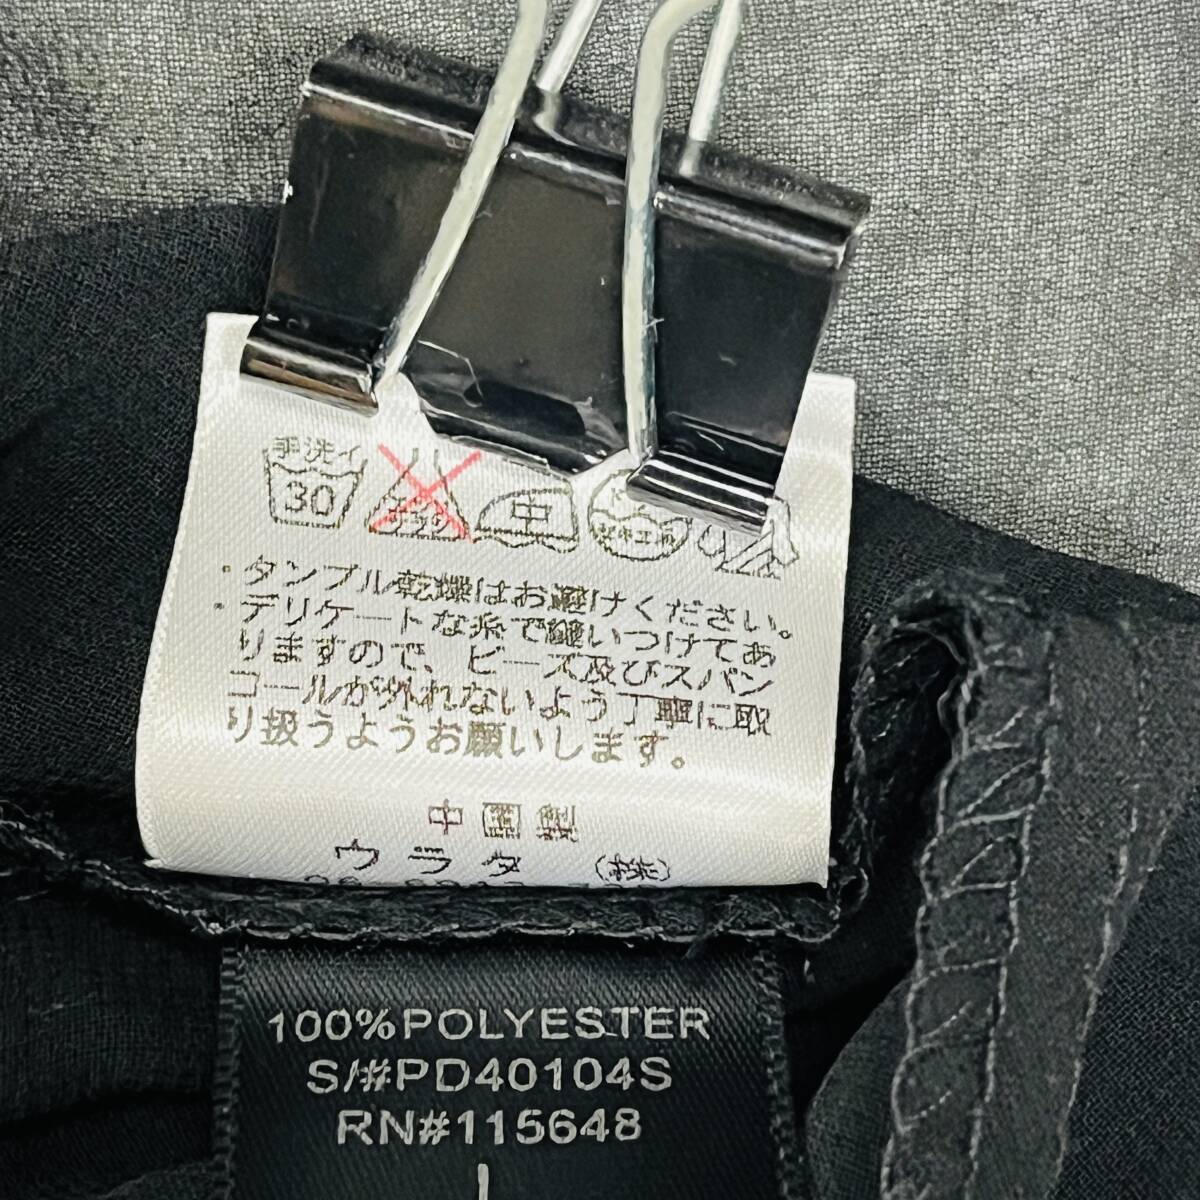 手洗イ
30
中
・タンブル乾燥はお避けください。
・デリケートな糸で縫いつけてあ
りますので、ビーズ及びスパン
コールが外れないよう丁寧に取
り扱うようお願いします。
中国製
ウラタ(株)
100%POLYESTER
S/#PD40104S
RN#115648